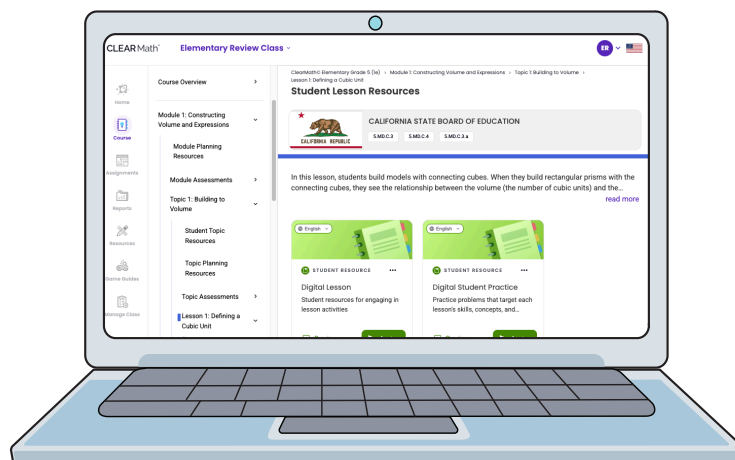 CLEARMath®
Elementary Review Class
ER
Home
Course
Assignments
Reports
Resources
Game Guides
Manage Class
Course Overview
Module 1: Constructing
Volume and Expressions
Module Planning
Resources
Module Assessments
Topic 1: Building to
Volume
Student Topic
Resources
Topic Planning
Resources
Topic Assessments
Lesson 1: Defining a
Cubic Unit
ClearMath© Elementary Grade 5 (1e) › Module 1: Constructing Volume and Expressions › Topic 1: Building to Volume ›
Lesson 1: Defining a Cubic Unit
Student Lesson Resources
CALIFORNIA REPUBLIC
CALIFORNIA STATE BOARD OF EDUCATION
5.MD.C.3 5.MD.C.4 5.MD.C.3.a
In this lesson, students build models with connecting cubes. When they build rectangular prisms with the
connecting cubes, they see the relationship between the volume (the number of cubic units) and the...
read more
English
STUDENT RESOURCE
Digital Lesson
Student resources for engaging in
lesson activities
English
STUDENT RESOURCE
Digital Student Practice
Practice problems that target each
lesson's skills, concepts, and...